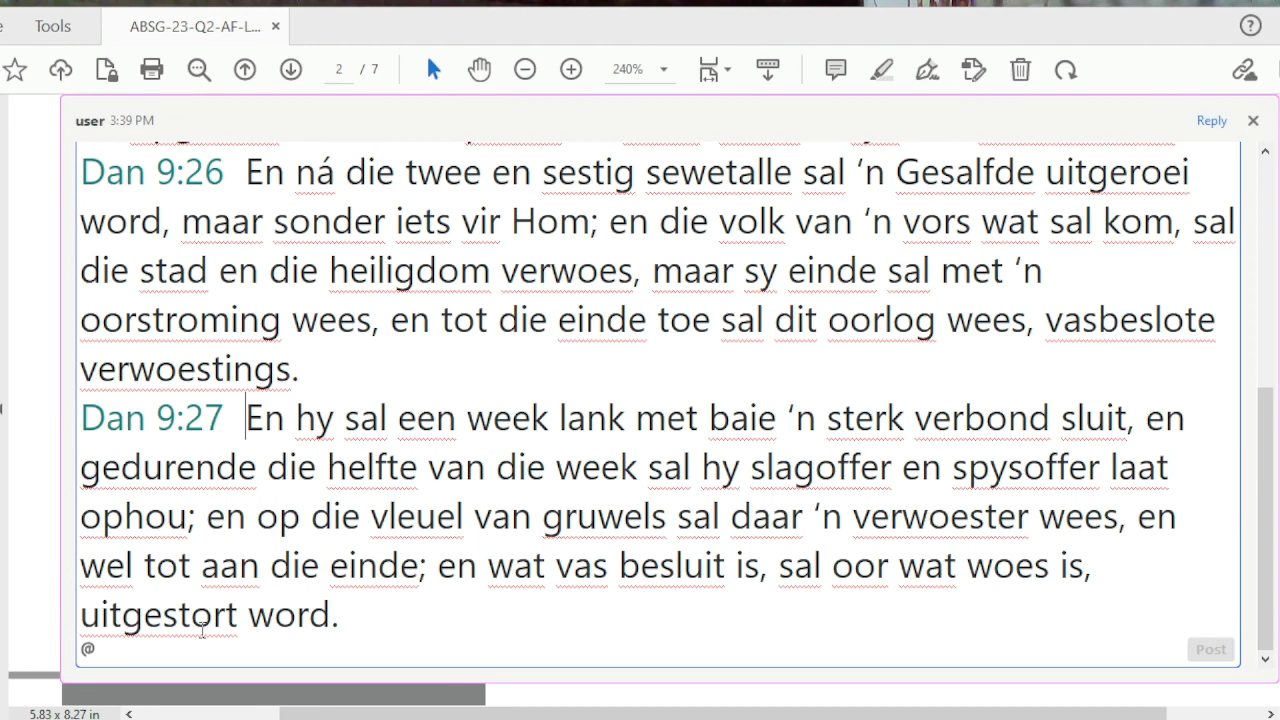 Tools
ABSG-23-Q2-AF-L... ×
2 / 7
240%
user 3:39 PM
Reply
Dan 9:26 En ná die twee en sestig sewetalle sal ‘n Gesalfde uitgeroei
word, maar sonder iets vir Hom; en die volk van ‘n vors wat sal kom, sal
die stad en die heiligdom verwoes, maar sy einde sal met ‘n
oorstroming wees, en tot die einde toe sal dit oorlog wees, vasbeslote
verwoestings.
Dan 9:27 En hy sal een week lank met baie ‘n sterk verbond sluit, en
gedurende die helfte van die week sal hy slagoffer en spysoffer laat
ophou; en op die vleuel van gruwels sal daar ‘n verwoester wees, en
wel tot aan die einde; en wat vas besluit is, sal oor wat woes is,
uitgestort word.
@
Post
5.83 x 8.27 in